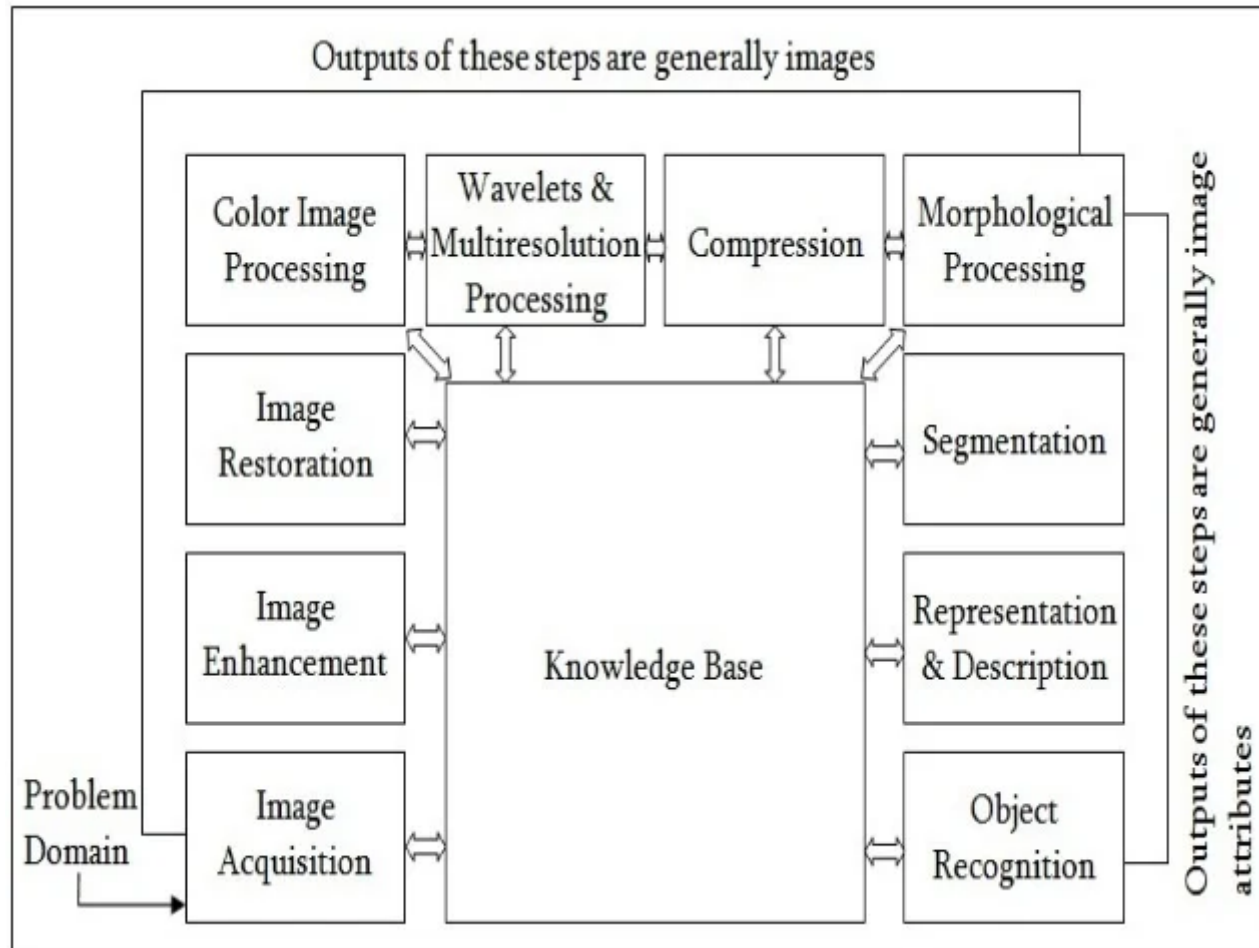 Outputs of these steps are generally images
Color Image
Processing
Wavelets &
Multiresolution
Processing
Compression
Morphological
Processing
Image
Restoration
Segmentation
Image
Enhancement
Knowledge Base
Representation
& Description
Problem
Domain
Image
Acquisition
Object
Recognition
Outputs of these steps are generally image
attributes